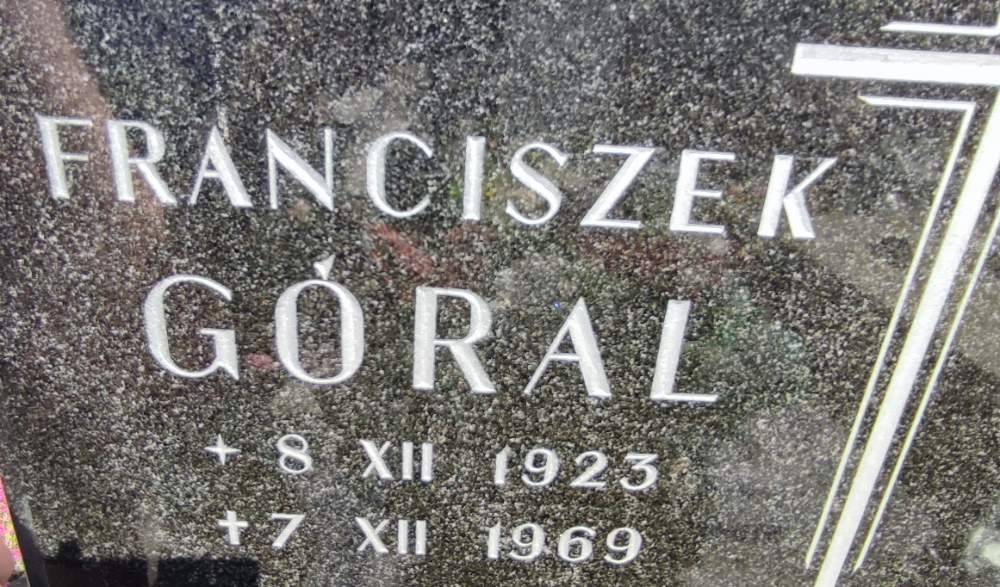 FRANCISZEK
GÓRAL
+ 8 XII 1923
+ 7 XII 1969